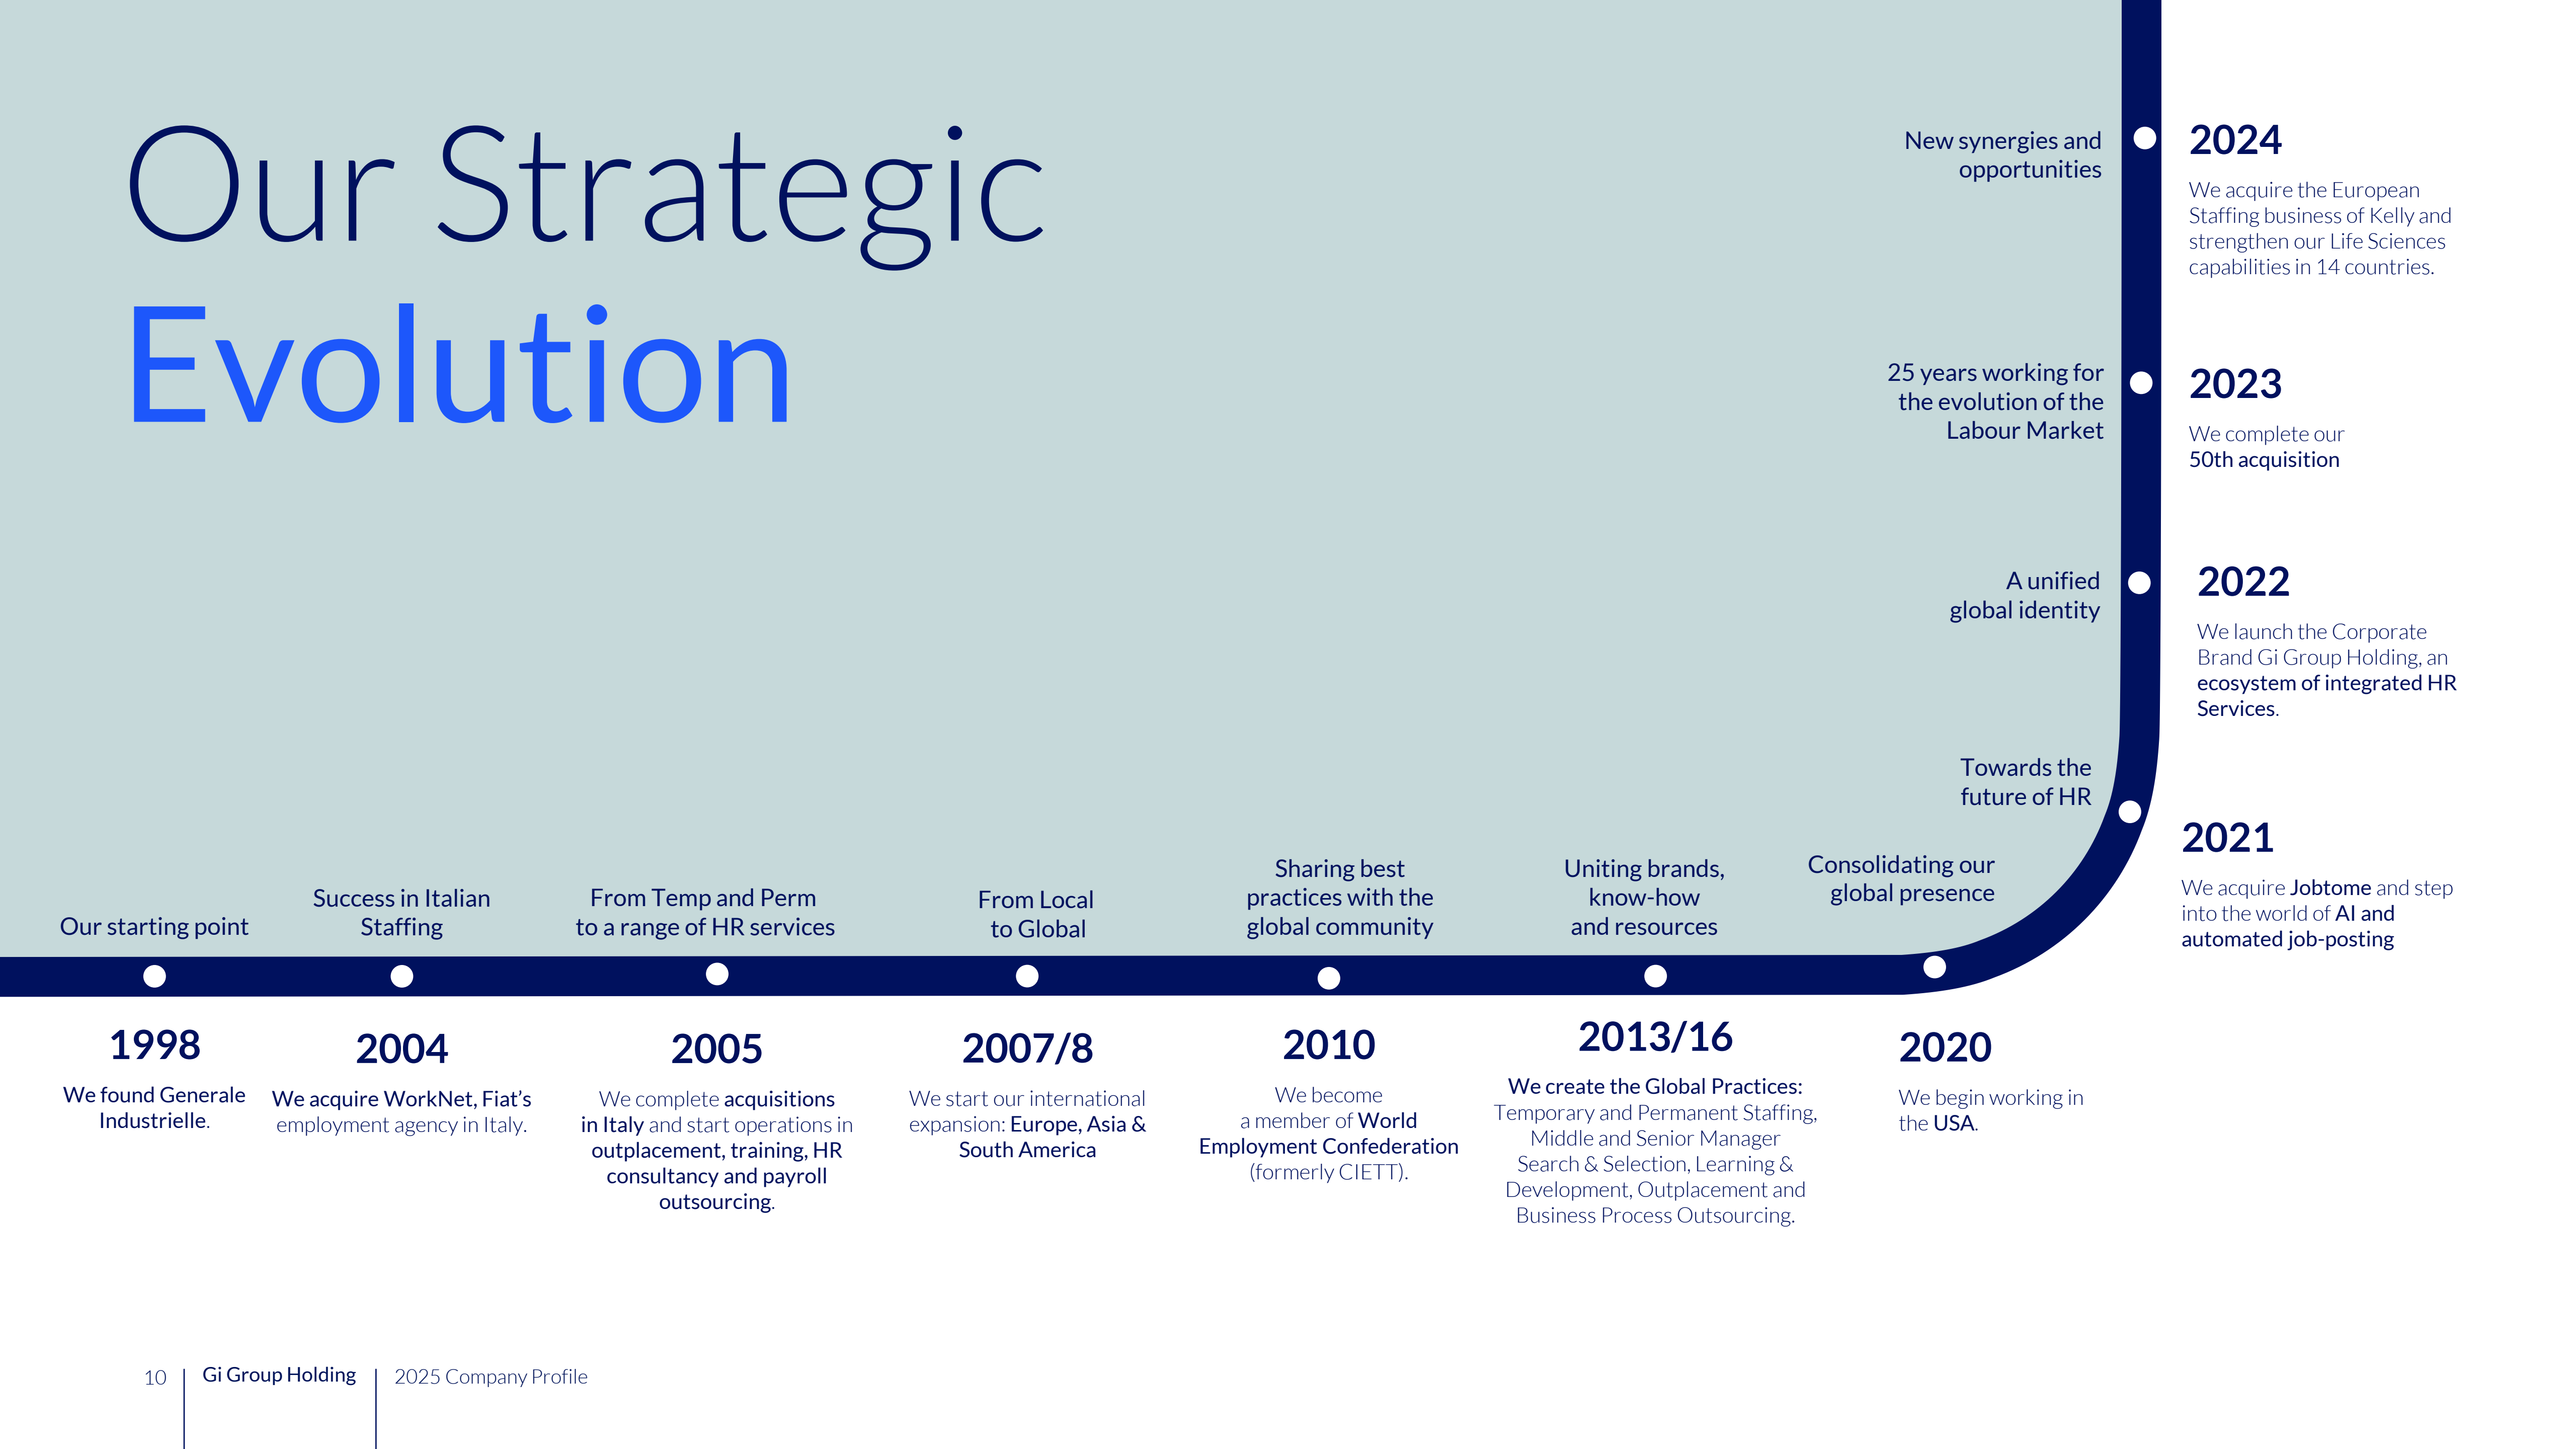 Our Strategic
Evolution
Our starting point
1998
We found Generale
Industrielle.
Success in Italian
Staffing
2004
We acquire WorkNet, Fiat’s
employment agency in Italy.
From Temp and Perm
to a range of HR services
2005
We complete acquisitions
in Italy and start operations in
outplacement, training, HR
consultancy and payroll
outsourcing.
From Local
to Global
2007/8
We start our international
expansion: Europe, Asia &
South America
Sharing best
practices with the
global community
2010
We become
a member of World
Employment Confederation
(formerly CIETT).
Uniting brands,
know-how
and resources
2013/16
We create the Global Practices:
Temporary and Permanent Staffing,
Middle and Senior Manager
Search & Selection, Learning &
Development, Outplacement and
Business Process Outsourcing.
Consolidating our
global presence
2020
We begin working in
the USA.
Towards the
future of HR
2021
We acquire Jobtome and step
into the world of AI and
automated job-posting
A unified
global identity
2022
We launch the Corporate
Brand Gi Group Holding, an
ecosystem of integrated HR
Services.
25 years working for
the evolution of the
Labour Market
2023
We complete our
50th acquisition
New synergies and
opportunities
2024
We acquire the European
Staffing business of Kelly and
strengthen our Life Sciences
capabilities in 14 countries.
10
Gi Group Holding
2025 Company Profile